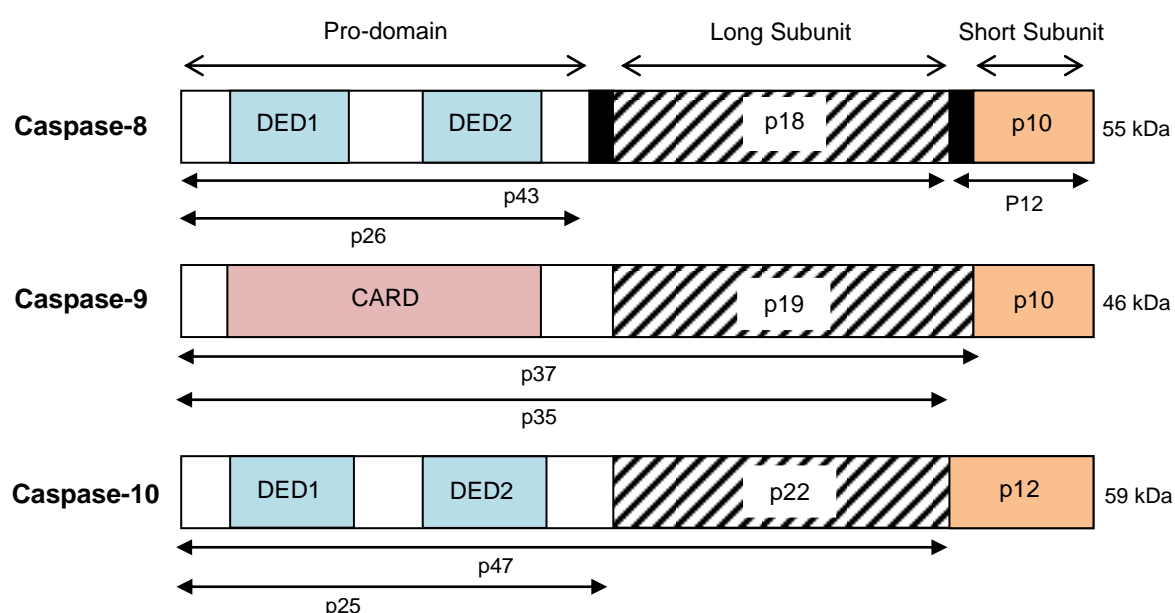 Pro-domain Long Subunit Short Subunit
Caspase-8 DED1 DED2 p18 p10 55 kDa
p43 P12
p26
Caspase-9 CARD p19 p10 46 kDa
p37
p35
Caspase-10 DED1 DED2 p22 p12 59 kDa
p47
p25